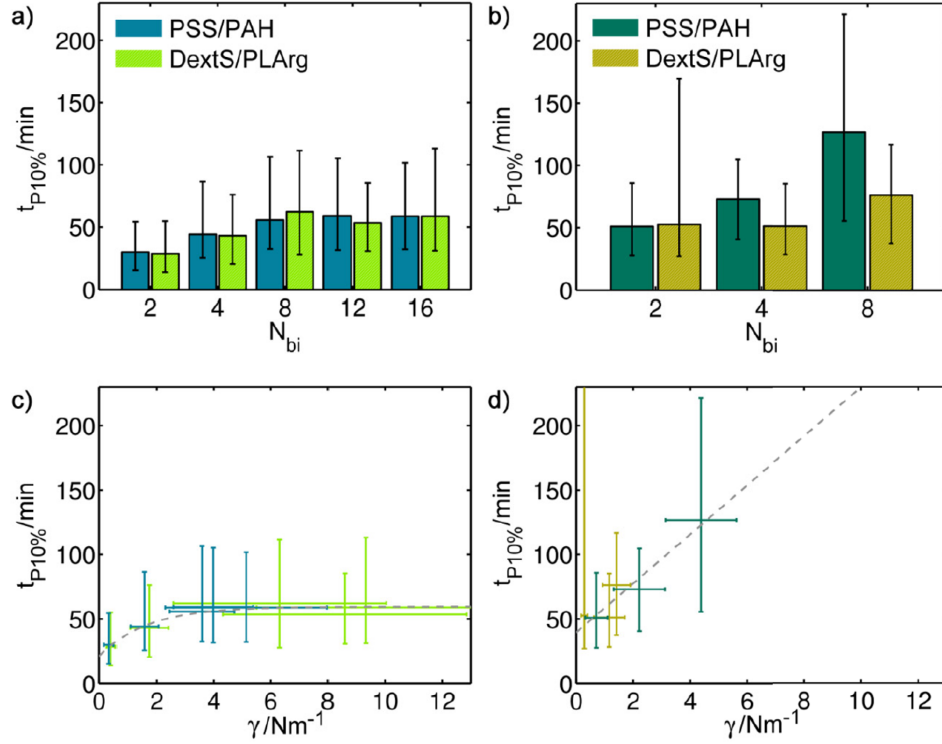 a)
PSS/PAH
DextS/PLArg
200
150
100
50
0
t_P10%/min
2 4 8 12 16
N_bi
b)
PSS/PAH
DextS/PLArg
200
150
100
50
0
t_P10%/min
2 4 8
N_bi
c)
200
150
100
50
0
t_P10%/min
0 2 4 6 8 10 12
γ/Nm⁻¹
d)
200
150
100
50
0
t_P10%/min
0 2 4 6 8 10 12
γ/Nm⁻¹